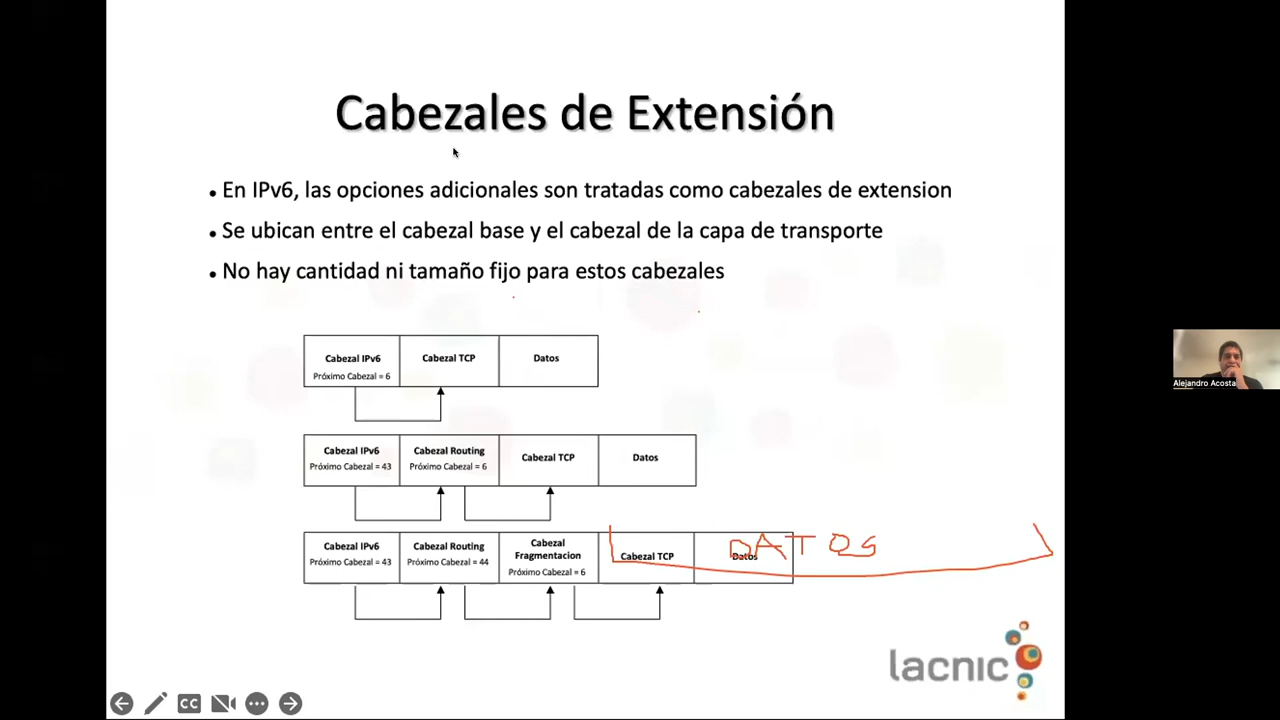 Cabezales de Extensión
• En IPv6, las opciones adicionales son tratadas como cabezales de extension
• Se ubican entre el cabezal base y el cabezal de la capa de transporte
• No hay cantidad ni tamaño fijo para estos cabezales
Cabezal IPv6
Próximo Cabezal = 6
Cabezal TCP
Datos
Cabezal IPv6
Próximo Cabezal = 43
Cabezal Routing
Próximo Cabezal = 6
Cabezal TCP
Datos
Cabezal IPv6
Próximo Cabezal = 43
Cabezal Routing
Próximo Cabezal = 44
Cabezal
Fragmentacion
Próximo Cabezal = 6
Cabezal TCP
Datos
DATOS
lacnic
CC
Alejandro Acosta